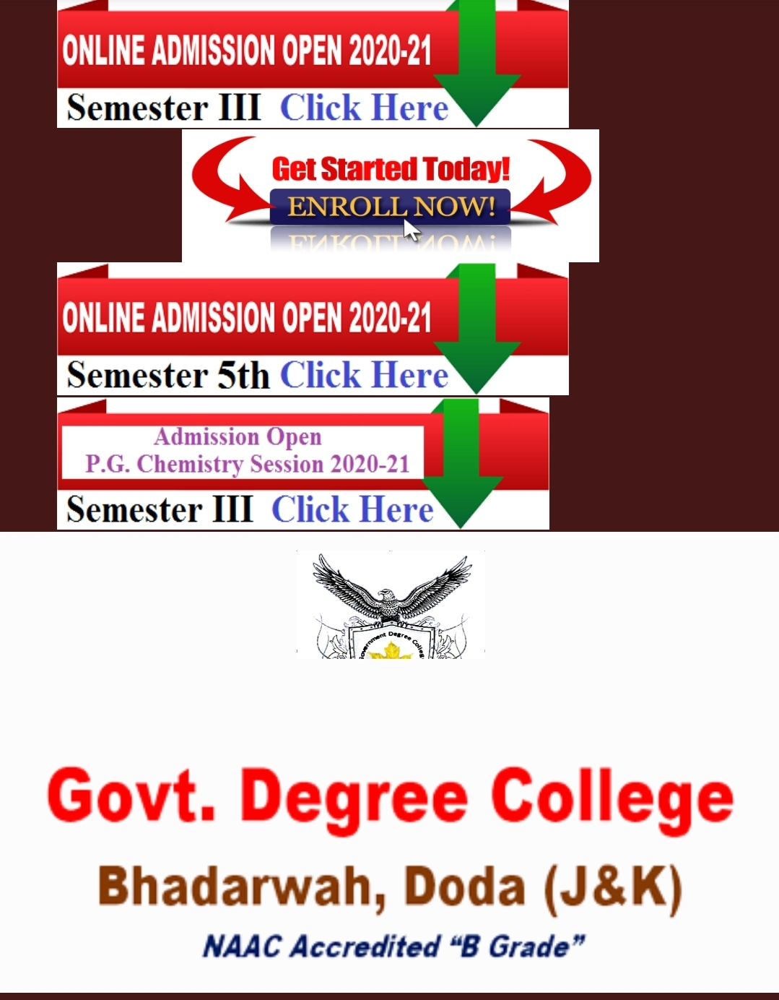 ONLINE ADMISSION OPEN 2020-21
Semester III Click Here
Get Started Today!
ENROLL NOW!
ONLINE ADMISSION OPEN 2020-21
Semester 5th Click Here
Admission Open
P.G. Chemistry Session 2020-21
Semester III Click Here
Government Degree College
Govt. Degree College
Bhadarwah, Doda (J&K)
NAAC Accredited “B Grade”